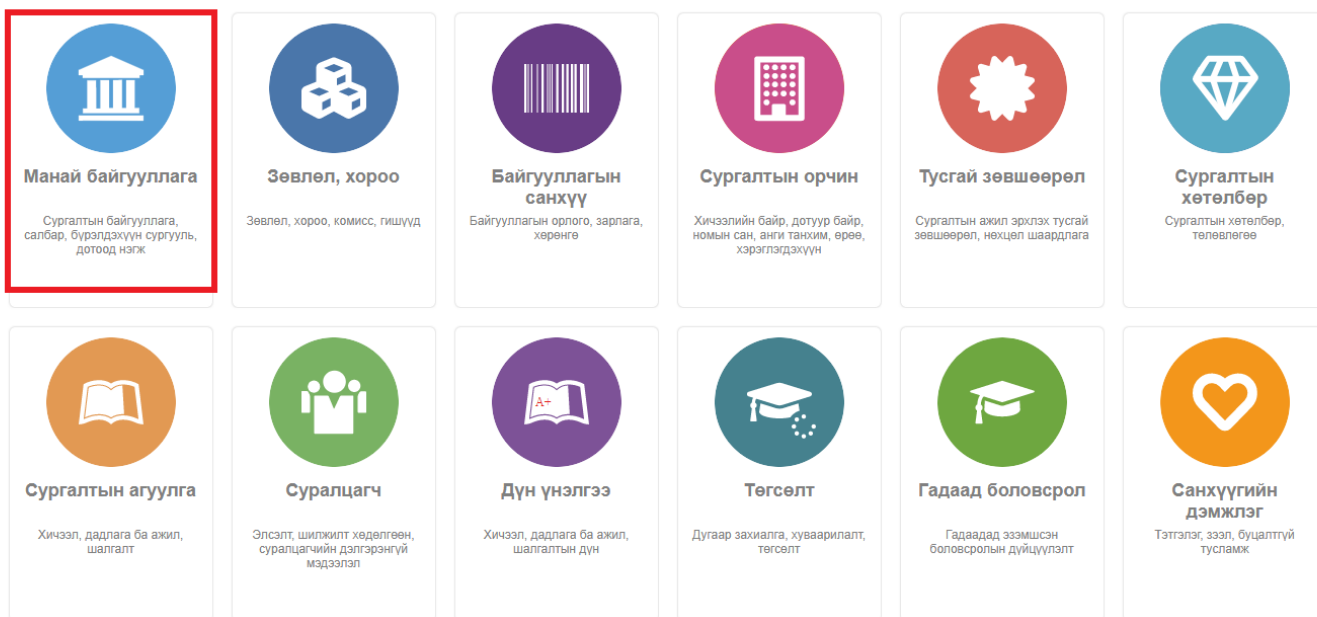 Манай байгууллага
Сургалтын байгууллага,
салбар, бүрэлдэхүүн сургууль,
дотоод нэгж
Зөвлөл, хороо
Зөвлөл, хороо, комисс, гишүүд
Байгууллагын
санхүү
Байгууллагын орлого, зарлага,
хөрөнгө
Сургалтын орчин
Хичээлийн байр, дотуур байр,
номын сан, анги танхим, өрөө,
хэрэглэгдэхүүн
Тусгай зөвшөөрөл
Сургалтын ажил эрхлэх тусгай
зөвшөөрөл, нөхцөл шаардлага
Сургалтын
хөтөлбөр
Сургалтын хөтөлбөр,
төлөвлөгөө
Сургалтын агуулга
Хичээл, дадлага ба ажил,
шалгалт
Суралцагч
Элсэлт, шилжилт хөдөлгөөн,
суралцагчийн дэлгэрэнгүй
мэдээлэл
A+
Дүн үнэлгээ
Хичээл, дадлага ба ажил,
шалгалтын дүн
Төгсөлт
Дугаар захиалга, хуваарилалт,
төгсөлт
Гадаад боловсрол
Гадаадад эзэмшсэн
боловсролын дүйцүүлэлт
Санхүүгийн
дэмжлэг
Тэтгэлэг, зээл, буцалтгүй
тусламж